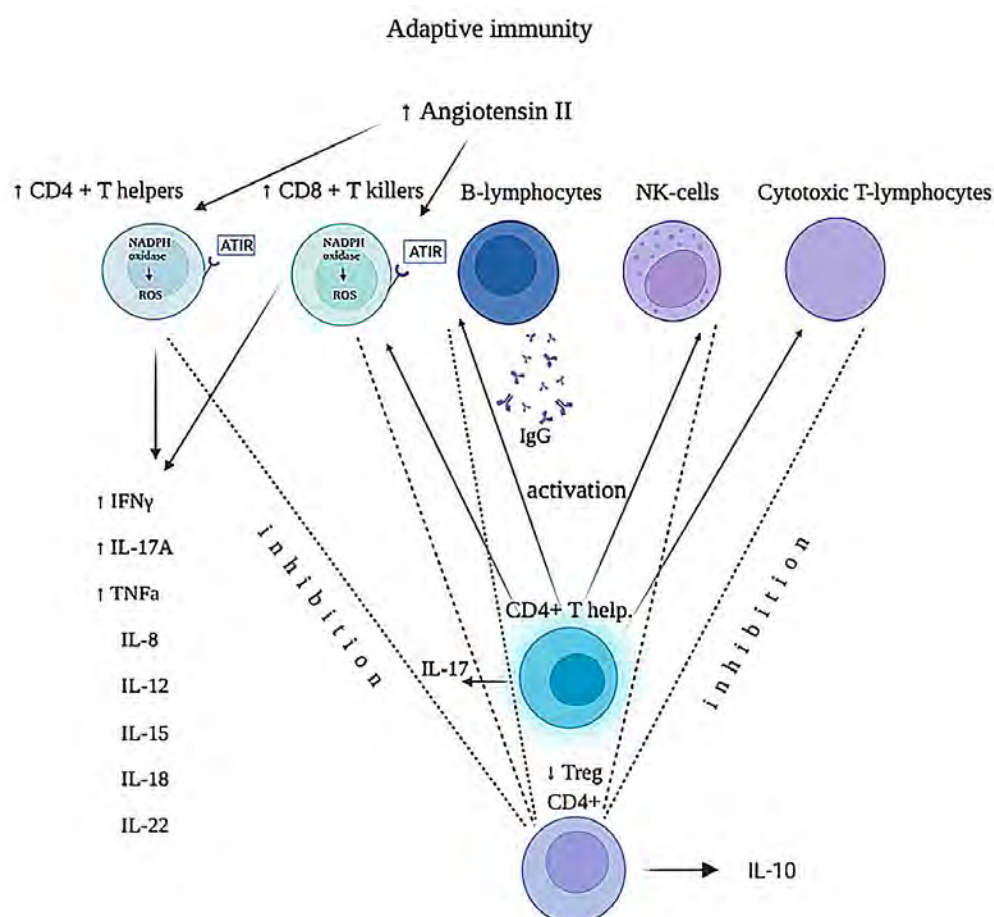 Adaptive immunity
↑ Angiotensin II
↑ CD4 + T helpers
↑ CD8 + T killers
B-lymphocytes
NK-cells
Cytotoxic T-lymphocytes
NADPH
oxidase
↓
ROS
ATIR
NADPH
oxidase
↓
ROS
ATIR
IgG
activation
↑ IFNγ
↑ IL-17A
↑ TNFa
IL-8
IL-12
IL-15
IL-18
IL-22
inhibition
CD4+ T help.
IL-17
inhibition
↓ Treg
CD4+
IL-10